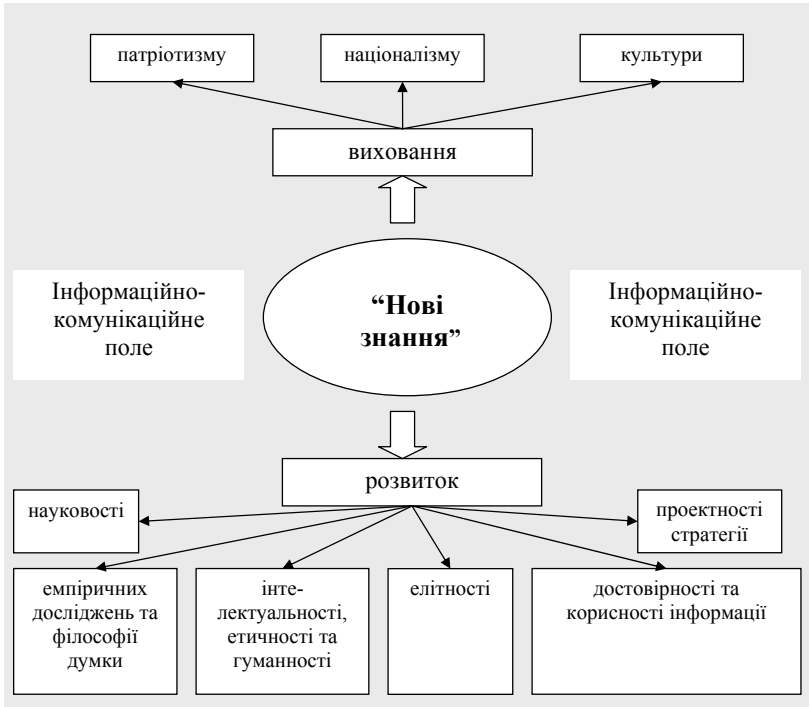 патріотизму
націоналізму
культури
виховання
Інформаційно-
комунікаційне
поле
“Нові
знання”
Інформаційно-
комунікаційне
поле
розвиток
науковості
проектності
стратегії
емпіричних
досліджень та
філософії
думки
інте-
лектуальності,
етичності та
гуманності
елітності
достовірності та
корисності інформації